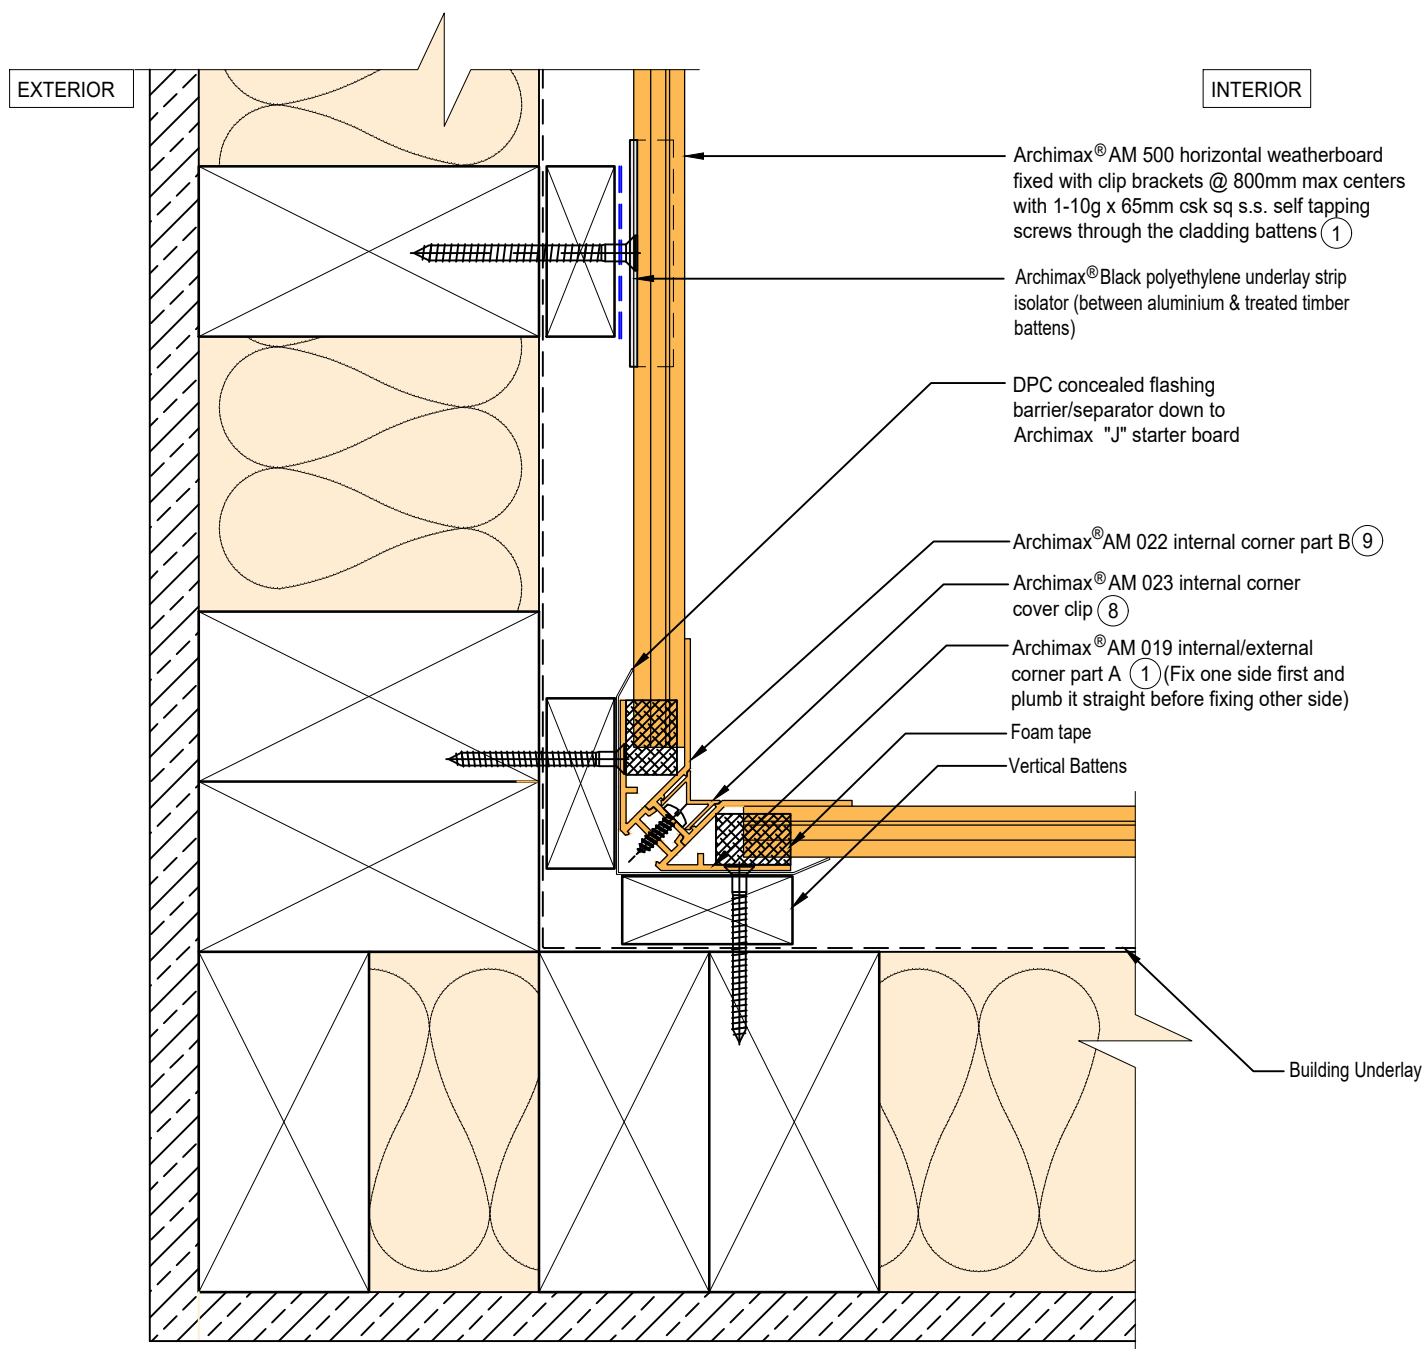 EXTERIOR
INTERIOR
Archimax® AM 500 horizontal weatherboard
fixed with clip brackets @ 800mm max centers
with 1-10g x 65mm csk sq s.s. self tapping
screws through the cladding battens 1
Archimax® Black polyethylene underlay strip
isolator (between aluminium & treated timber
battens)
DPC concealed flashing
barrier/separator down to
Archimax "J" starter board
Archimax® AM 022 internal corner part B 9
Archimax® AM 023 internal corner
cover clip 8
Archimax® AM 019 internal/external
corner part A 1 (Fix one side first and
plumb it straight before fixing other side)
Foam tape
Vertical Battens
Building Underlay